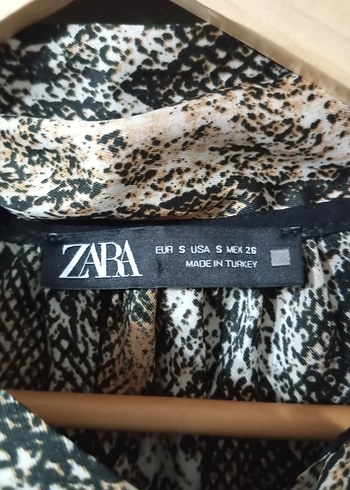 ZARA
EUR S USA S MEX 26
MADE IN TURKEY